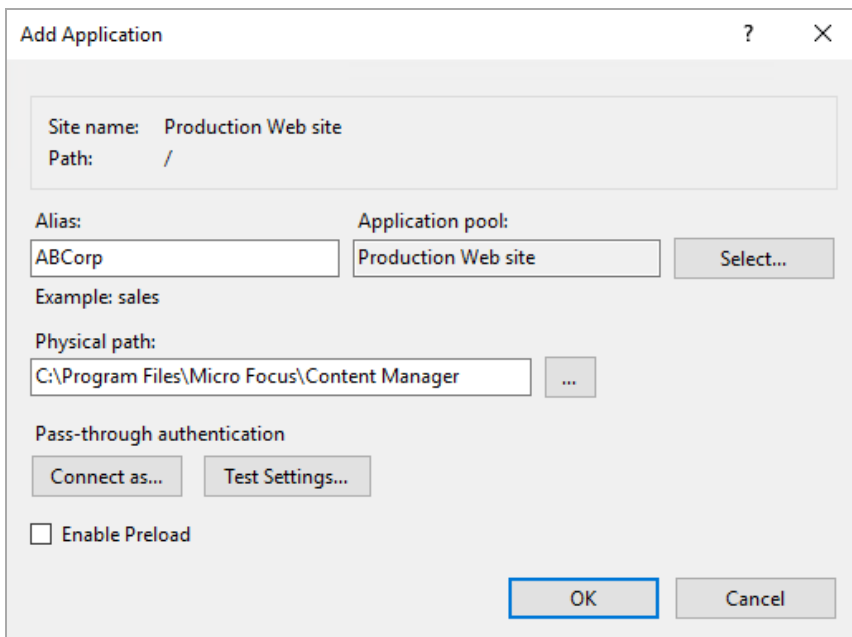 Add Application
?
Site name: Production Web site
Path: /
Alias: Application pool:
ABCorp Production Web site Select...
Example: sales
Physical path:
C:\Program Files\Micro Focus\Content Manager ...
Pass-through authentication
Connect as... Test Settings...
Enable Preload
OK Cancel